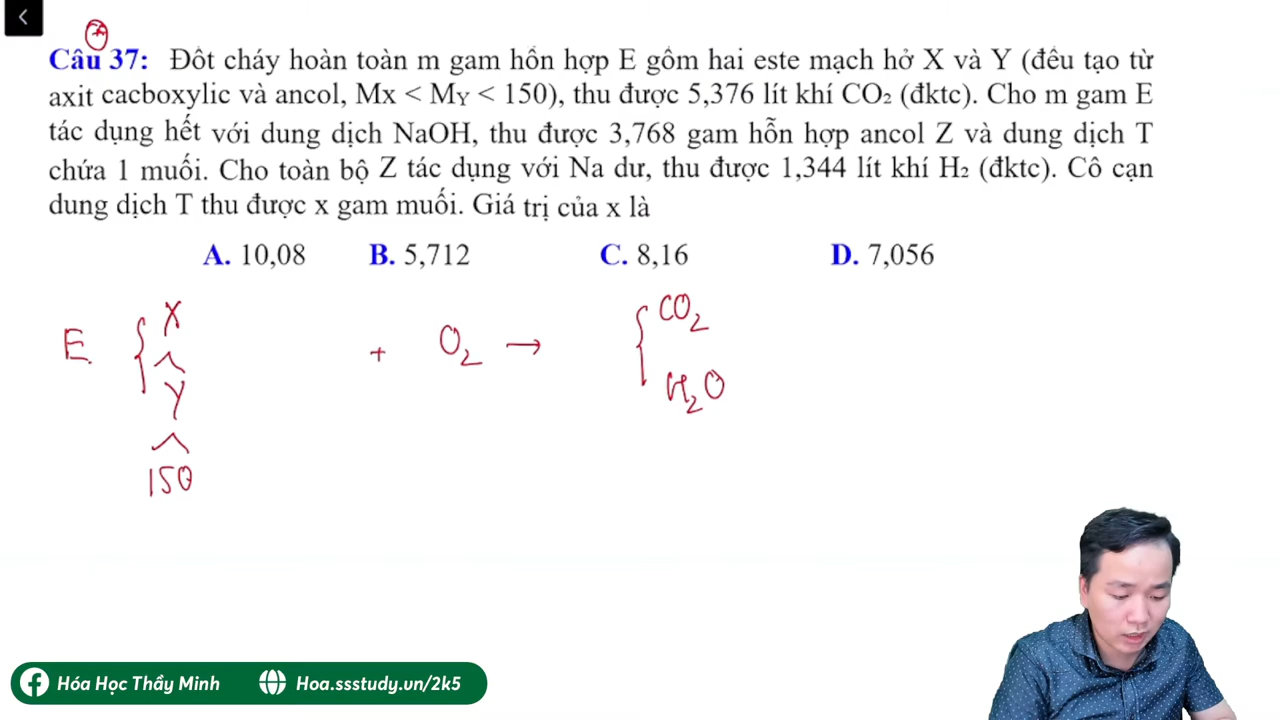 Câu 37: Đốt cháy hoàn toàn m gam hỗn hợp E gồm hai este mạch hở X và Y (đều tạo từ
axit cacboxylic và ancol, Mx < MY < 150), thu được 5,376 lít khí CO₂ (đktc). Cho m gam E
tác dụng hết với dung dịch NaOH, thu được 3,768 gam hỗn hợp ancol Z và dung dịch T
chứa 1 muối. Cho toàn bộ Z tác dụng với Na dư, thu được 1,344 lít khí H₂ (đktc). Cô cạn
dung dịch T thu được x gam muối. Giá trị của x là
A. 10,08 B. 5,712 C. 8,16 D. 7,056
E { X
^
Y
^
150
+ O₂ → { CO₂
H₂O
Hóa Học Thầy Minh Hoa.ssstudy.vn/2k5